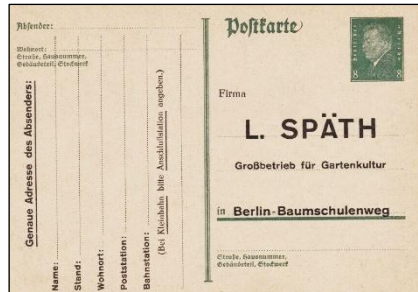 Absender:
Wohnort:
Straße, Hausnummer,
Gebäudeteil, Stockwerk
Genaue Adresse des Absenders:
Name:
Stand:
Wohnort:
Poststation:
Bahnstation:
(Bei Kleinbahn bitte Anschlußstation angeben.)
Postkarte
8 8
Firma
L. SPÄTH
Großbetrieb für Gartenkultur
in Berlin-Baumschulenweg
Straße, Hausnummer,
Gebäudeteil, Stockwerk